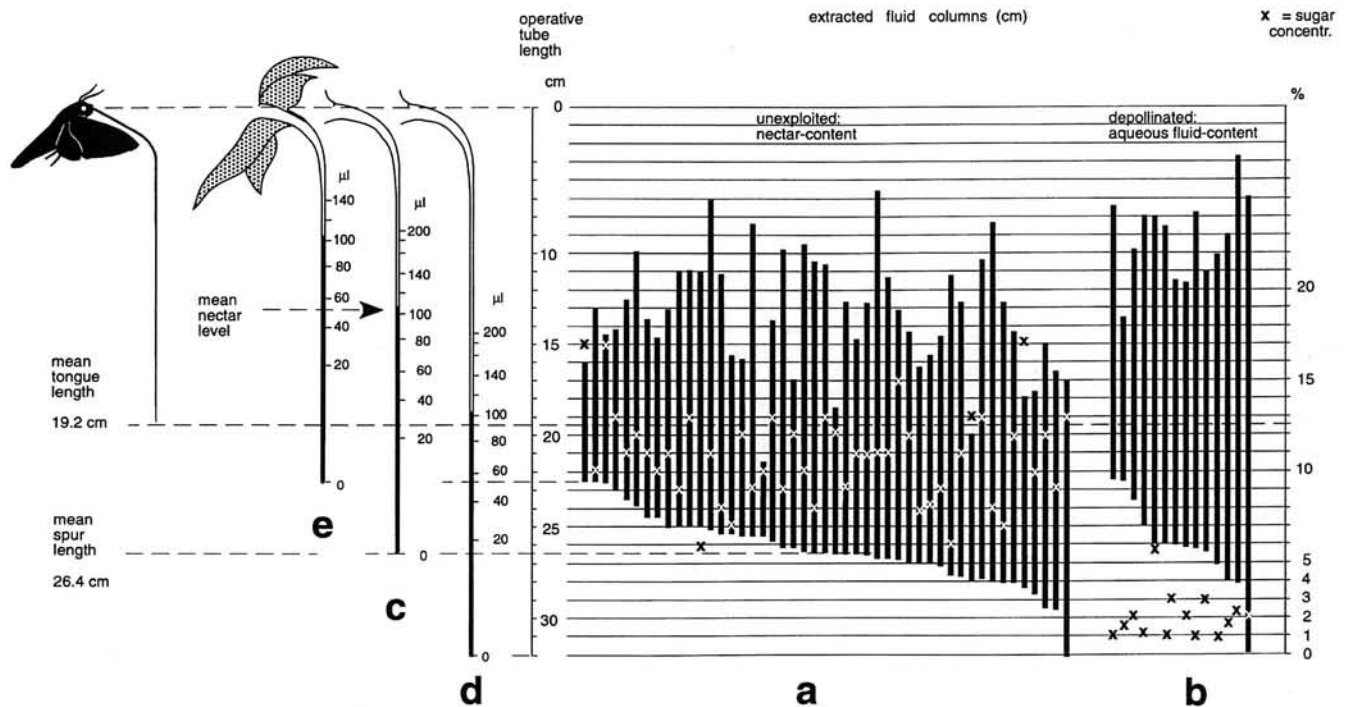 operative
tube
length
cm
extracted fluid columns (cm)
x = sugar
concentr.
%
unexploited:
nectar-content
depollinated:
aqueous fluid-content
0
10
15
20
25
30
20
15
10
5
4
3
2
1
0
µl
140
100
80
60
40
20
0
e
µl
200
140
100
80
60
40
20
0
c
µl
200
140
100
80
60
40
20
0
d
mean
nectar
level
mean
tongue
length
19.2 cm
mean
spur
length
26.4 cm
a
b